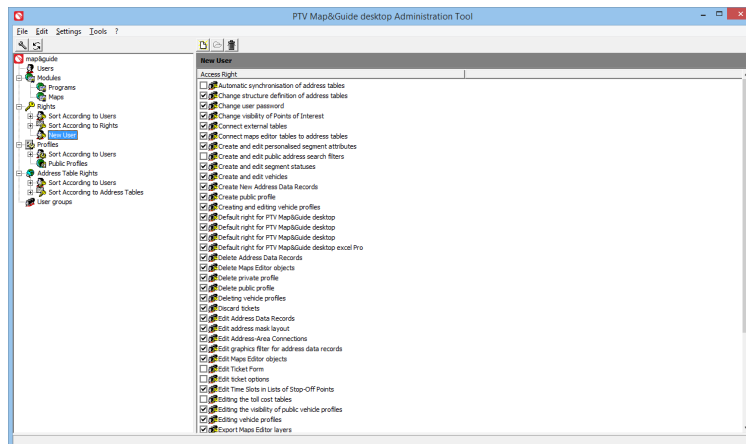 PTV Map&Guide desktop Administration Tool
File Edit Settings Tools ?
map&guide
Users
Modules
Programs
Maps
Rights
Sort According to Users
Sort According to Rights
New User
Profiles
Sort According to Users
Public Profiles
Address Table Rights
Sort According to Users
Sort According to Address Tables
User groups
New User
Access Right
Automatic synchronisation of address tables
Change structure definition of address tables
Change user password
Change visibility of Points of Interest
Connect external tables
Connect maps editor tables to address tables
Create and edit personalised segment attributes
Create and edit public address search filters
Create and edit segment statuses
Create and edit vehicles
Create New Address Data Records
Create public profile
Creating and editing vehicle profiles
Default right for PTV Map&Guide desktop
Default right for PTV Map&Guide desktop
Default right for PTV Map&Guide desktop
Default right for PTV Map&Guide desktop excel Pro
Delete Address Data Records
Delete Maps Editor objects
Delete private profile
Delete public profile
Deleting vehicle profiles
Discard tickets
Edit Address Data Records
Edit address mask layout
Edit Address-Area Connections
Edit graphics filter for address data records
Edit Maps Editor objects
Edit Ticket Form
Edit ticket options
Edit Time Slots in Lists of Stop-Off Points
Editing the toll cost tables
Editing the visibility of public vehicle profiles
Editing vehicle profiles
Export Maps Editor layers